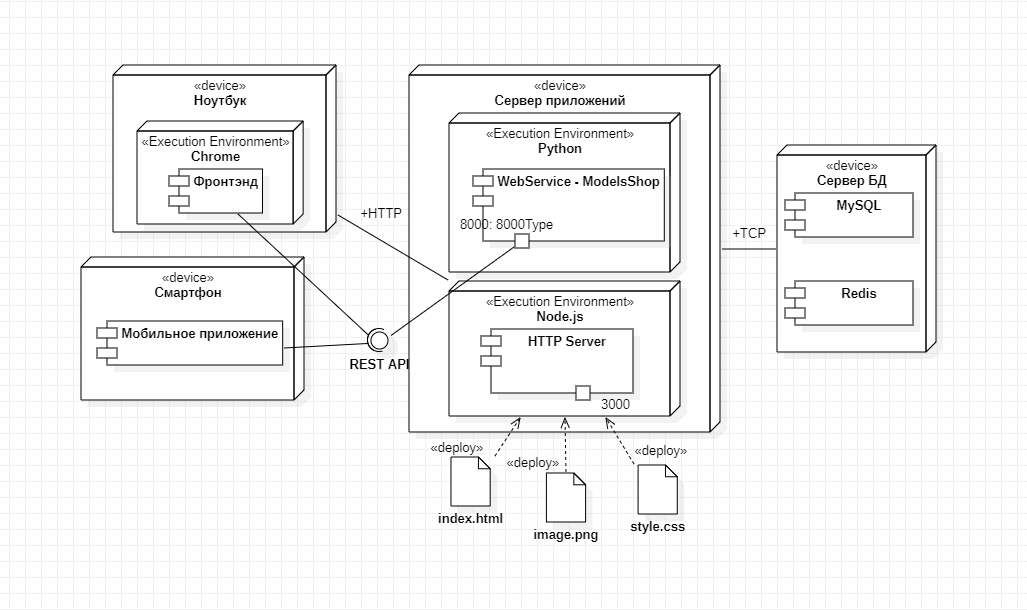 «device»
Ноутбук
«Execution Environment»
Chrome
Фронтэнд
«device»
Смартфон
Мобильное приложение
+HTTP
REST API
«device»
Сервер приложений
«Execution Environment»
Python
WebService - ModelsShop
8000: 8000Type
«Execution Environment»
Node.js
HTTP Server
3000
+TCP
«device»
Сервер БД
MySQL
Redis
«deploy»
«deploy»
«deploy»
index.html
image.png
style.css